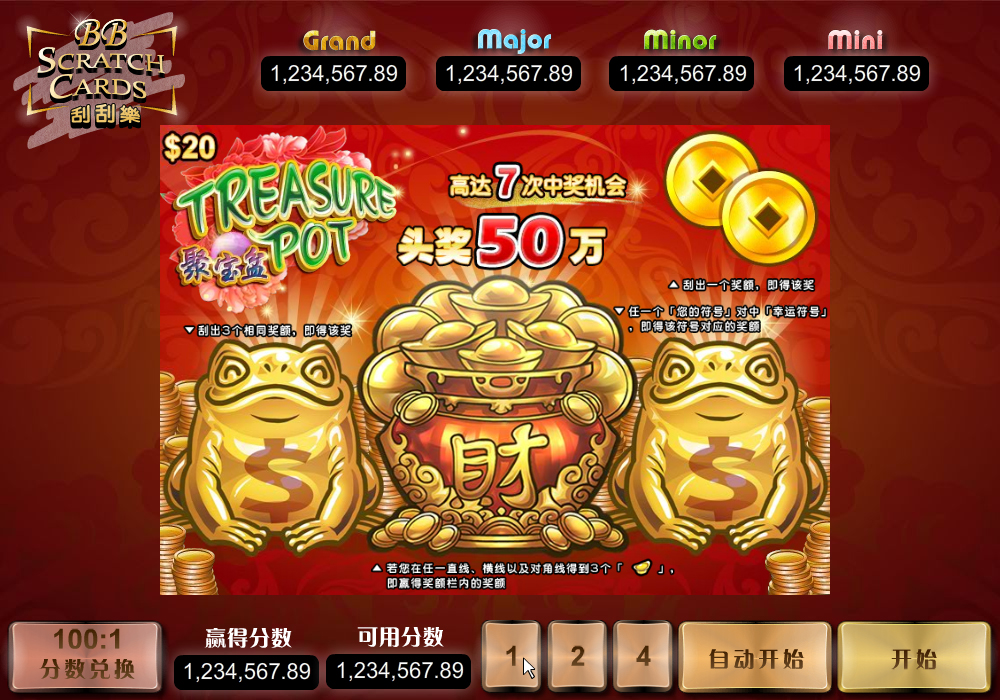 BB
SCRATCH
CARDS
刮刮樂
Grand
Major
Minor
Mini
1,234,567.89
1,234,567.89
1,234,567.89
1,234,567.89
$20
TREASURE
POT
聚宝盆
高达7次中奖机会
头奖50万
▲刮出一个奖额，即得该奖
▼任一个「您的符号」对中「幸运符号」
，即得该符号对应的奖额
▼刮出3个相同奖额，即得该奖
財
$
$
▲若您在任一直线、横线以及对角线得到3个「 」，
即赢得奖额栏内的奖额
100:1
分数兑换
赢得分数
1,234,567.89
可用分数
1,234,567.89
1
2
4
自动开始
开始